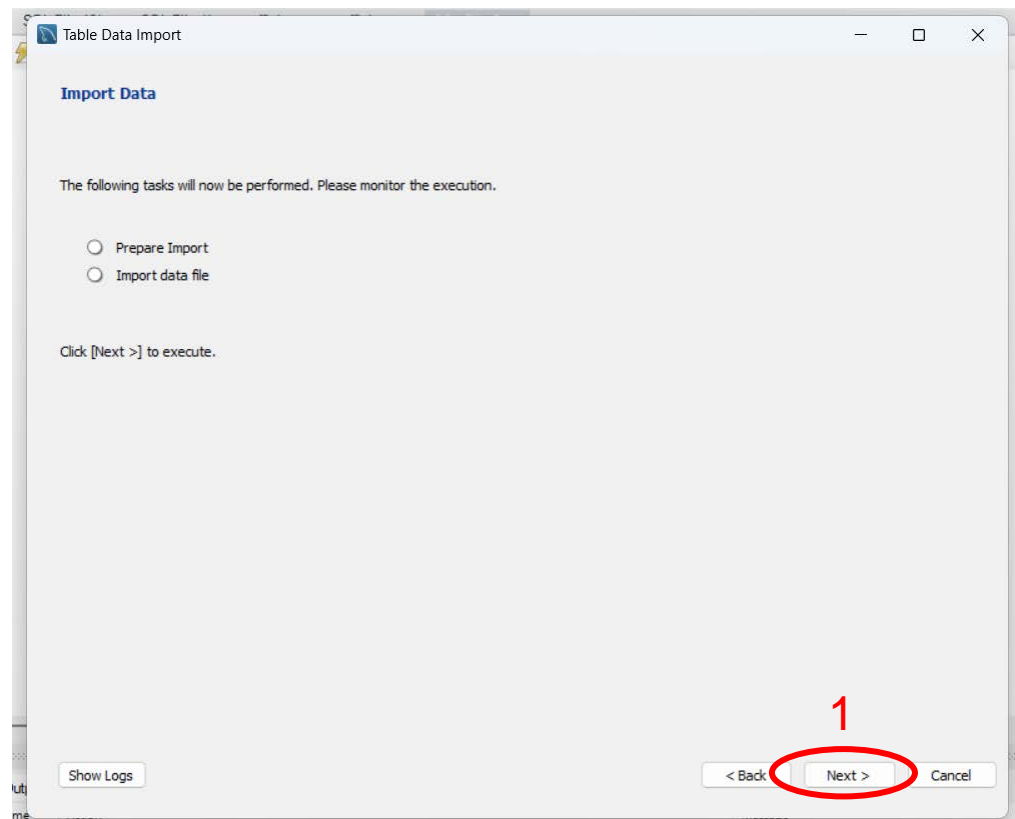 Table Data Import
Import Data
The following tasks will now be performed. Please monitor the execution.
Prepare Import
Import data file
Click [Next >] to execute.
1
Show Logs
< Back
Next >
Cancel